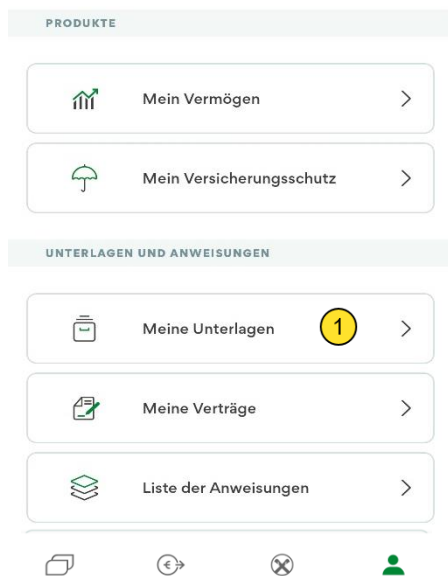 PRODUKTE
Mein Vermögen
Mein Versicherungsschutz
UNTERLAGEN UND ANWEISUNGEN
Meine Unterlagen 1
Meine Verträge
Liste der Anweisungen